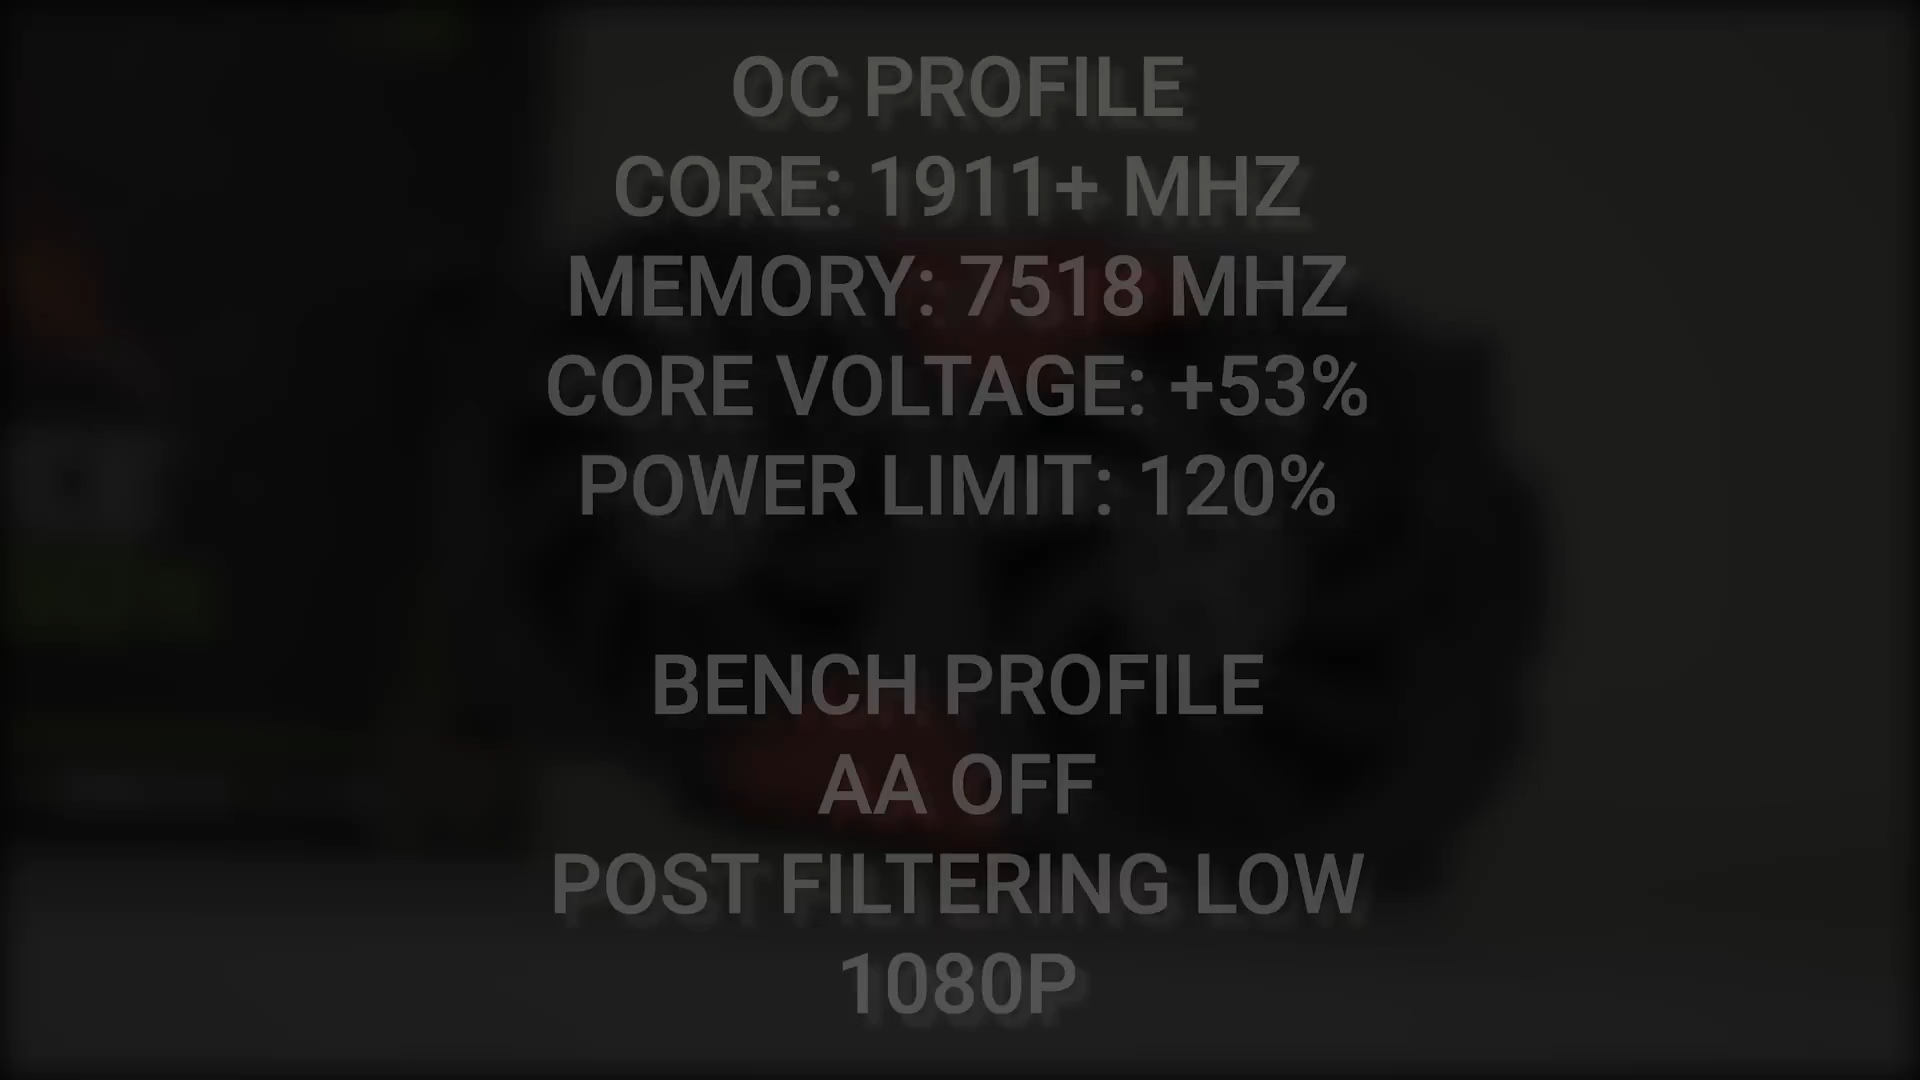 OC PROFILE
CORE: 1911+ MHZ
MEMORY: 7518 MHZ
CORE VOLTAGE: +53%
POWER LIMIT: 120%
BENCH PROFILE
AA OFF
POST FILTERING LOW
1080P